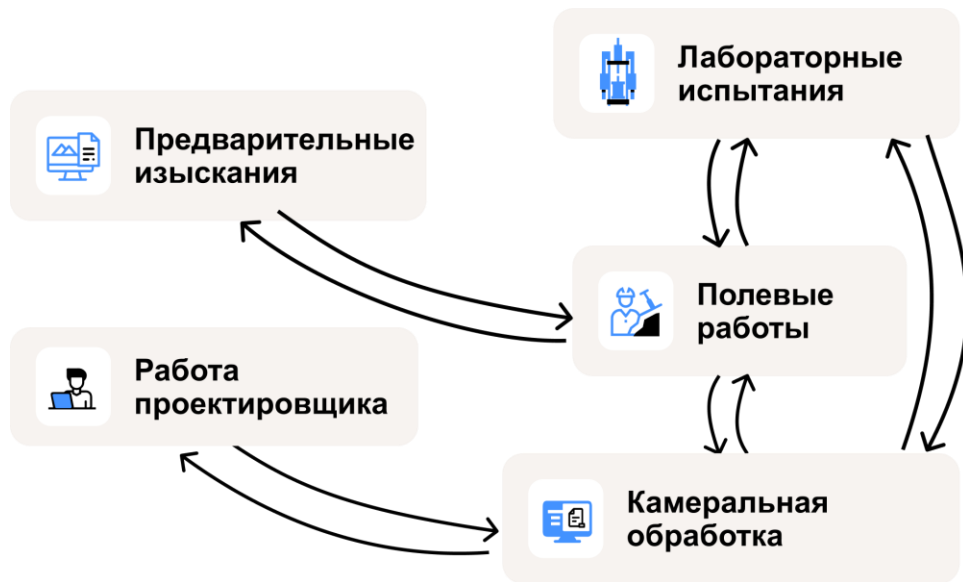 Лабораторные
испытания
Предварительные
изыскания
Полевые
работы
Работа
проектировщика
Камеральная
обработка